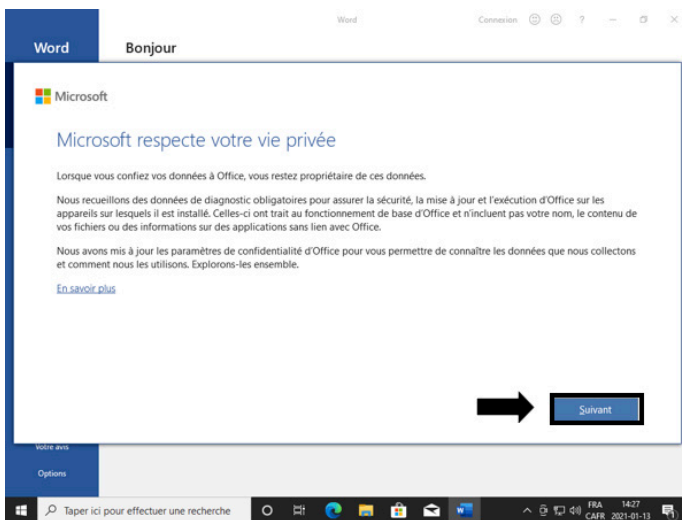 Word Connexion ?
Word Bonjour
Microsoft
Microsoft respecte votre vie privée
Lorsque vous confiez vos données à Office, vous restez propriétaire de ces données.
Nous recueillons des données de diagnostic obligatoires pour assurer la sécurité, la mise à jour et l'exécution d'Office sur les
appareils sur lesquels il est installé. Celles-ci ont trait au fonctionnement de base d'Office et n'incluent pas votre nom, le contenu de
vos fichiers ou des informations sur des applications sans lien avec Office.
Nous avons mis à jour les paramètres de confidentialité d'Office pour vous permettre de connaître les données que nous collectons
et comment nous les utilisons. Explorons-les ensemble.
En savoir plus
Suivant
Votre avis
Options
Taper ici pour effectuer une recherche
FRA 14:27
CAFR 2021-01-13